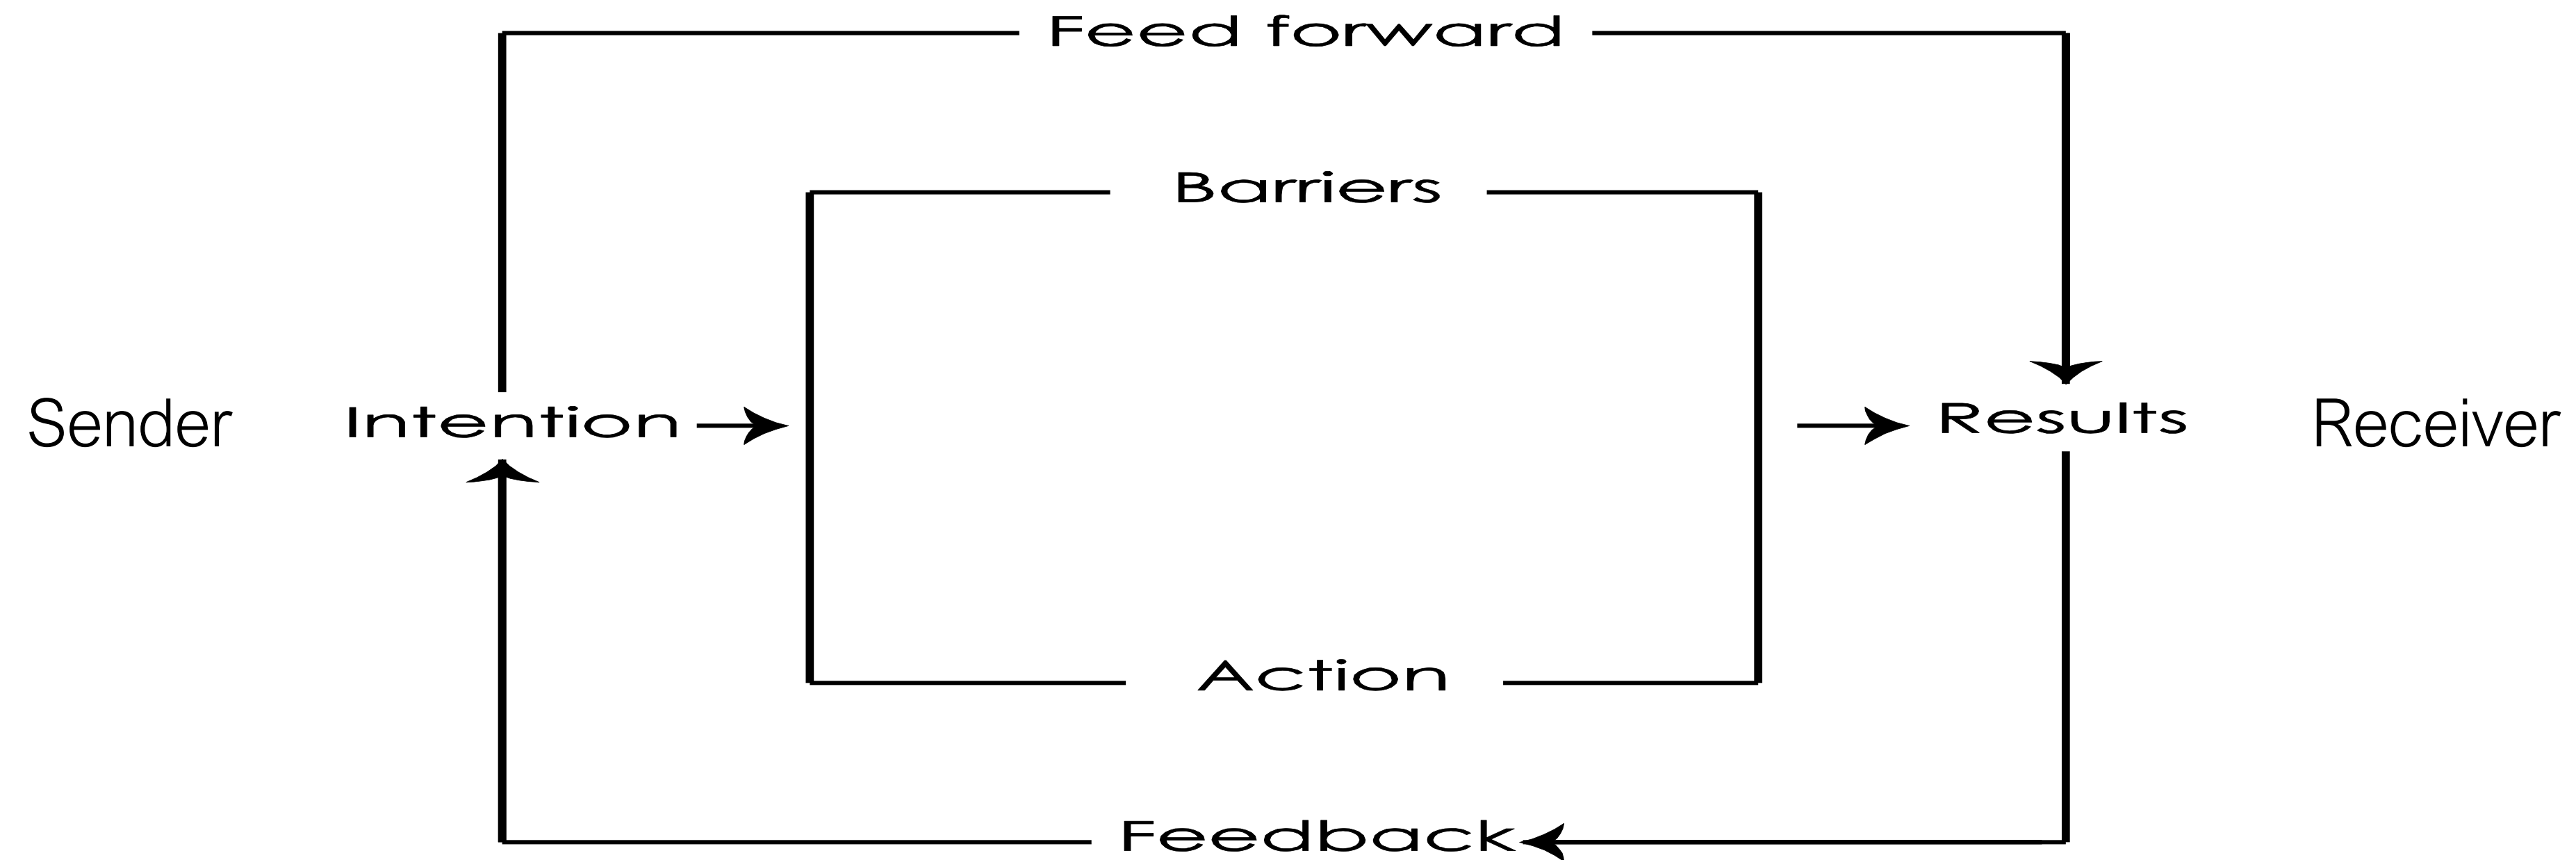 Feed forward
Barriers
Sender Intention Results Receiver
Action
Feedback